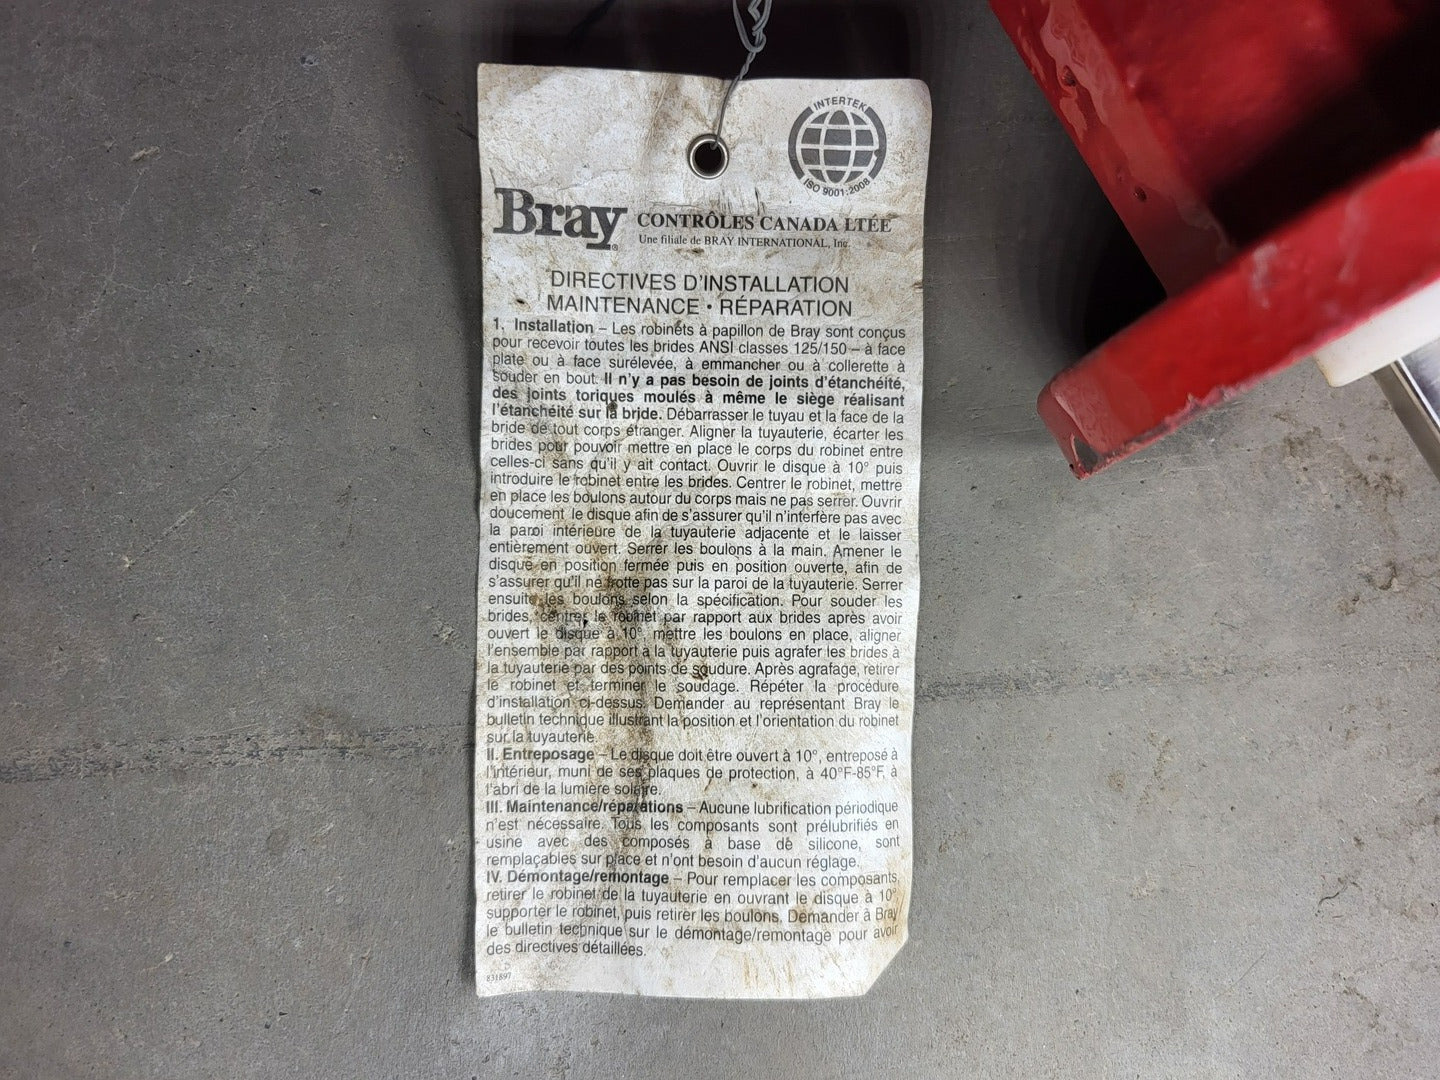 INTERTEK
ISO 9001:2008
Bray®
CONTRÔLES CANADA LTÉE
Une filiale de BRAY INTERNATIONAL, Inc.
DIRECTIVES D'INSTALLATION
MAINTENANCE • RÉPARATION
1. Installation – Les robinets à papillon de Bray sont conçus
pour recevoir toutes les brides ANSI classes 125/150 – à face
plate ou à face surélevée, à emmancher ou à collerette à
souder en bout. Il n'y a pas besoin de joints d'étanchéité,
des joints toriques moulés à même le siège réalisant
l'étanchéité sur la bride. Débarrasser le tuyau et la face de la
bride de tout corps étranger. Aligner la tuyauterie, écarter les
brides pour pouvoir mettre en place le corps du robinet entre
celles-ci sans qu'il y ait contact. Ouvrir le disque à 10° puis
introduire le robinet entre les brides. Centrer le robinet, mettre
en place les boulons autour du corps mais ne pas serrer. Ouvrir
doucement le disque afin de s'assurer qu'il n'interfère pas avec
la paroi intérieure de la tuyauterie adjacente et le laisser
entièrement ouvert. Serrer les boulons à la main. Amener le
disque en position fermée puis en position ouverte, afin de
s'assurer qu'il ne frotte pas sur la paroi de la tuyauterie. Serrer
ensuite les boulons selon la spécification. Pour souder les
brides, centrer le robinet par rapport aux brides après avoir
ouvert le disque à 10°, mettre les boulons en place, aligner
l'ensemble par rapport à la tuyauterie puis agrafer les brides à
la tuyauterie par des points de soudure. Après agrafage, retirer
le robinet et terminer le soudage. Répéter la procédure
d'installation ci-dessus. Demander au représentant Bray le
bulletin technique illustrant la position et l'orientation du robinet
sur la tuyauterie.
II. Entreposage – Le disque doit être ouvert à 10°, entreposé à
l'intérieur, muni de ses plaques de protection, à 40°F-85°F, à
l'abri de la lumière solaire.
III. Maintenance/réparations – Aucune lubrification périodique
n'est nécessaire. Tous les composants sont prélubrifiés en
usine avec des composés à base de silicone, sont
remplaçables sur place et n'ont besoin d'aucun réglage.
IV. Démontage/remontage – Pour remplacer les composants,
retirer le robinet de la tuyauterie en ouvrant le disque à 10°,
supporter le robinet, puis retirer les boulons. Demander à Bray
le bulletin technique sur le démontage/remontage pour avoir
des directives détaillées.
831897